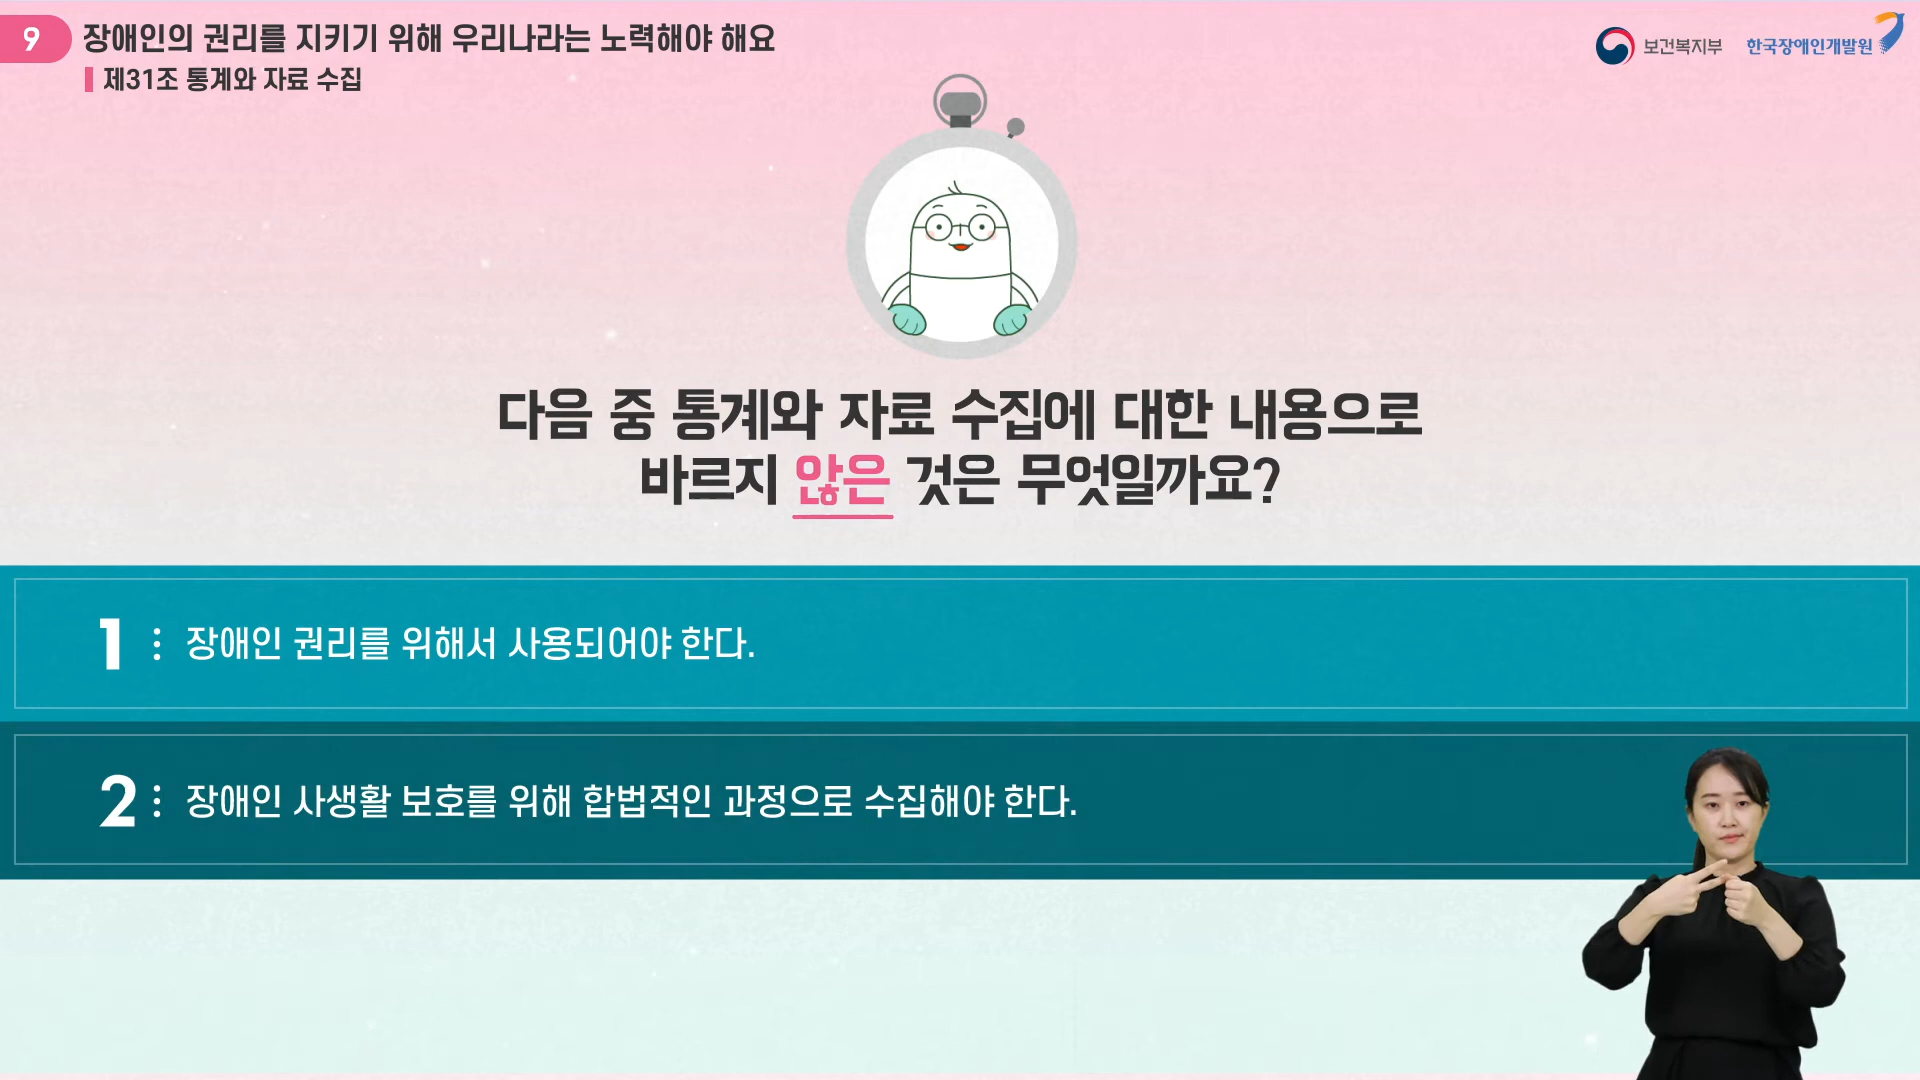 9 장애인의 권리를 지키기 위해 우리나라는 노력해야 해요
제31조 통계와 자료 수집
보건복지부 한국장애인개발원
다음 중 통계와 자료 수집에 대한 내용으로
바르지 않은 것은 무엇일까요?
1 장애인 권리를 위해서 사용되어야 한다.
2 장애인 사생활 보호를 위해 합법적인 과정으로 수집해야 한다.